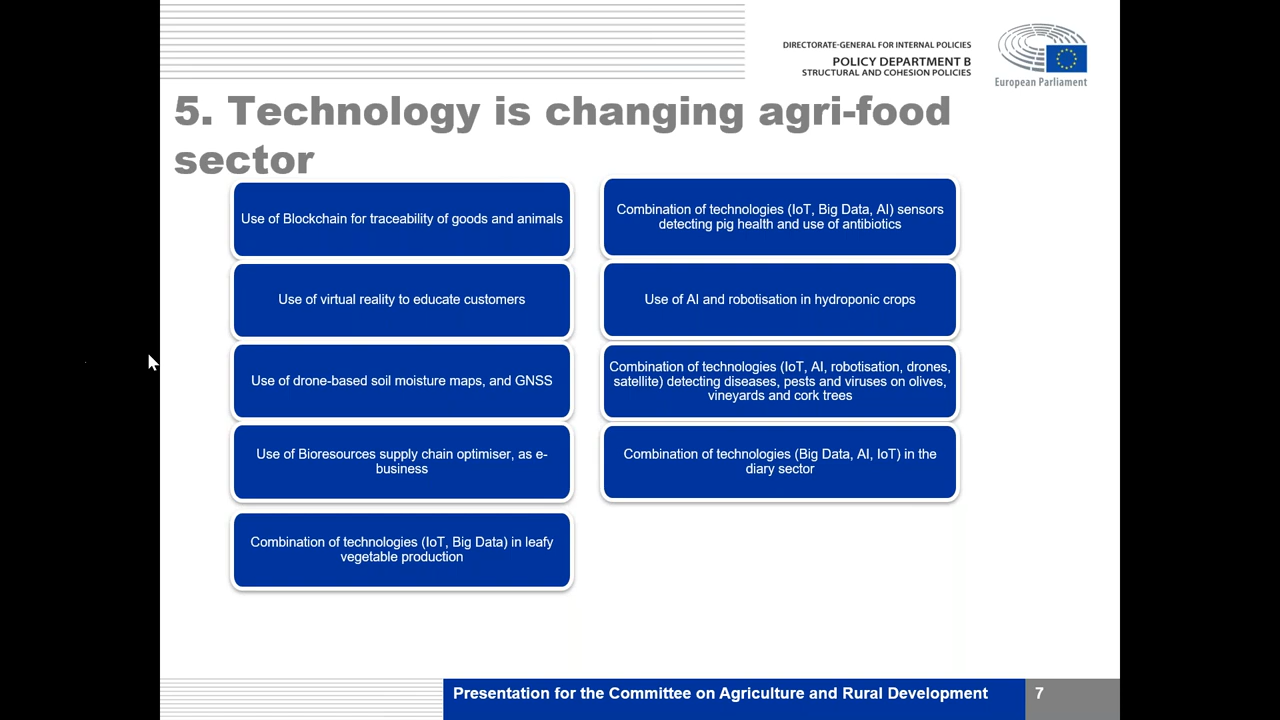 DIRECTORATE-GENERAL FOR INTERNAL POLICIES
POLICY DEPARTMENT B
STRUCTURAL AND COHESION POLICIES
European Parliament
5. Technology is changing agri-food
sector
Use of Blockchain for traceability of goods and animals
Use of virtual reality to educate customers
Use of drone-based soil moisture maps, and GNSS
Use of Bioresources supply chain optimiser, as e-
business
Combination of technologies (IoT, Big Data) in leafy
vegetable production
Combination of technologies (IoT, Big Data, AI) sensors
detecting pig health and use of antibiotics
Use of AI and robotisation in hydroponic crops
Combination of technologies (IoT, AI, robotisation, drones,
satellite) detecting diseases, pests and viruses on olives,
vineyards and cork trees
Combination of technologies (Big Data, AI, IoT) in the
diary sector
Presentation for the Committee on Agriculture and Rural Development
7